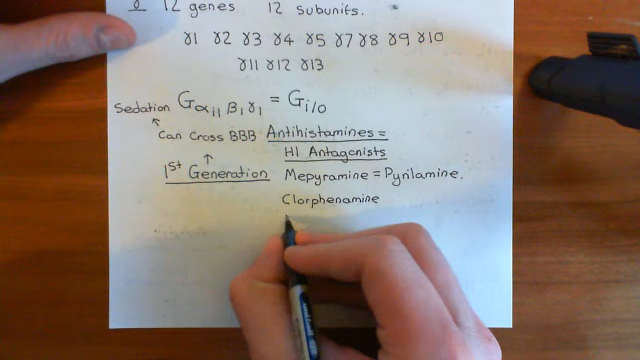 γ 12 genes 12 subunits.
γ1 γ2 γ3 γ4 γ5 γ7 γ8 γ9 γ10
γ11 γ12 γ13
Sedation Gαi1 β1 γ1 = Gi/o
Can Cross BBB Antihistamines =
H1 Antagonists
1st Generation Mepyramine = Pyrilamine.
Clorphenamine